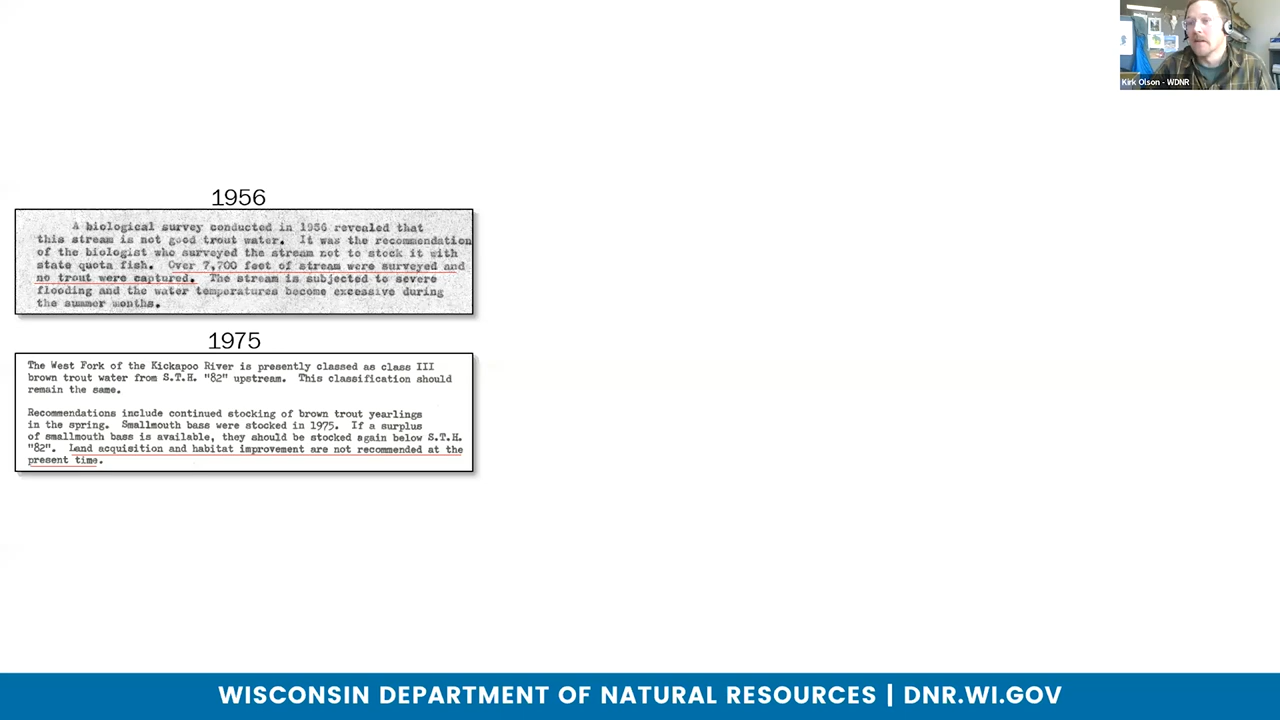 Kirk Olson - WDNR
1956
A biological survey conducted in 1956 revealed that
this stream is not good trout water. It was the recommendation
of the biologist who surveyed the stream not to stock it with
state quota fish. Over 7,700 feet of stream were surveyed and
no trout were captured. The stream is subjected to severe
flooding and the water temperatures become excessive during
the summer months.
1975
The West Fork of the Kickapoo River is presently classed as class III
brown trout water from S.T.H. "82" upstream. This classification should
remain the same.
Recommendations include continued stocking of brown trout yearlings
in the spring. Smallmouth bass were stocked in 1975. If a surplus
of smallmouth bass is available, they should be stocked again below S.T.H.
"82". Land acquisition and habitat improvement are not recommended at the
present time.
WISCONSIN DEPARTMENT OF NATURAL RESOURCES | DNR.WI.GOV